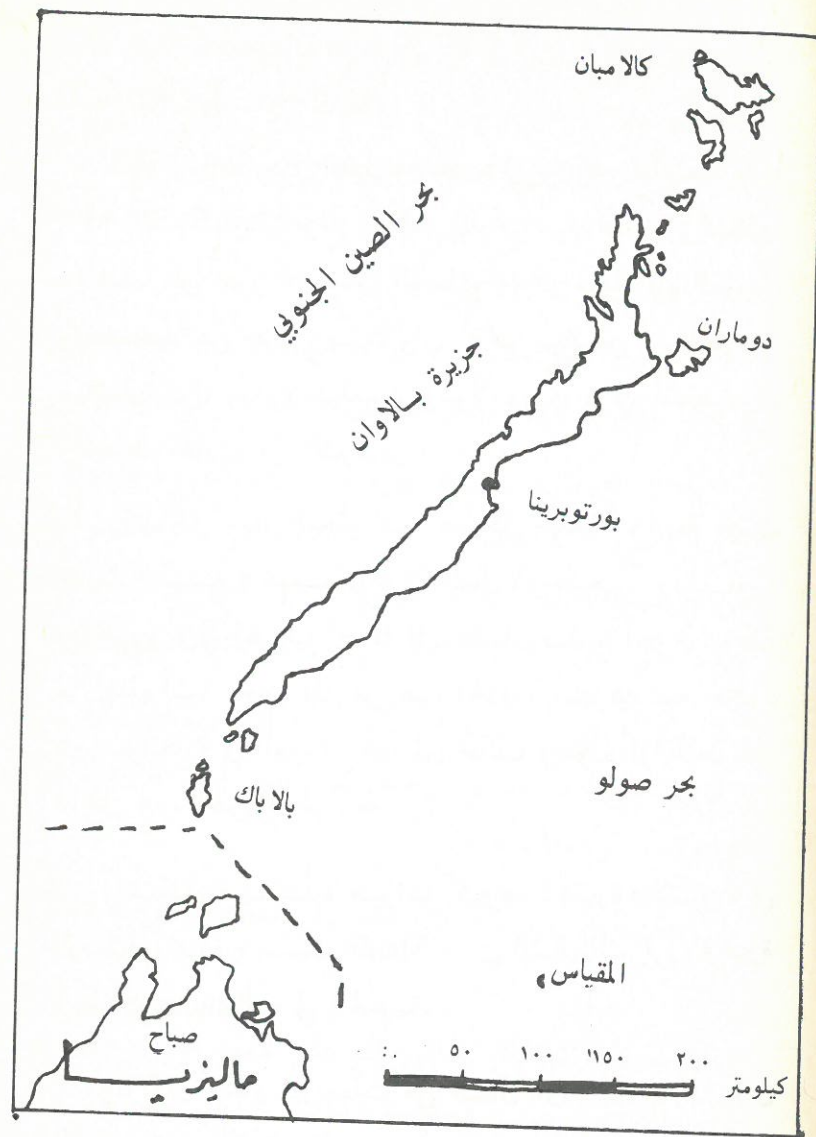 كالامبان
بحر الصين الجنوبي
دوماران
جزيرة بالاوان
بورتوبرينا
بحر صولو
بالاباك
المقياس
صباح
ماليزيا
٠ ٥٠ ١٠٠ ١٥٠ ٢٠٠
كيلومتر